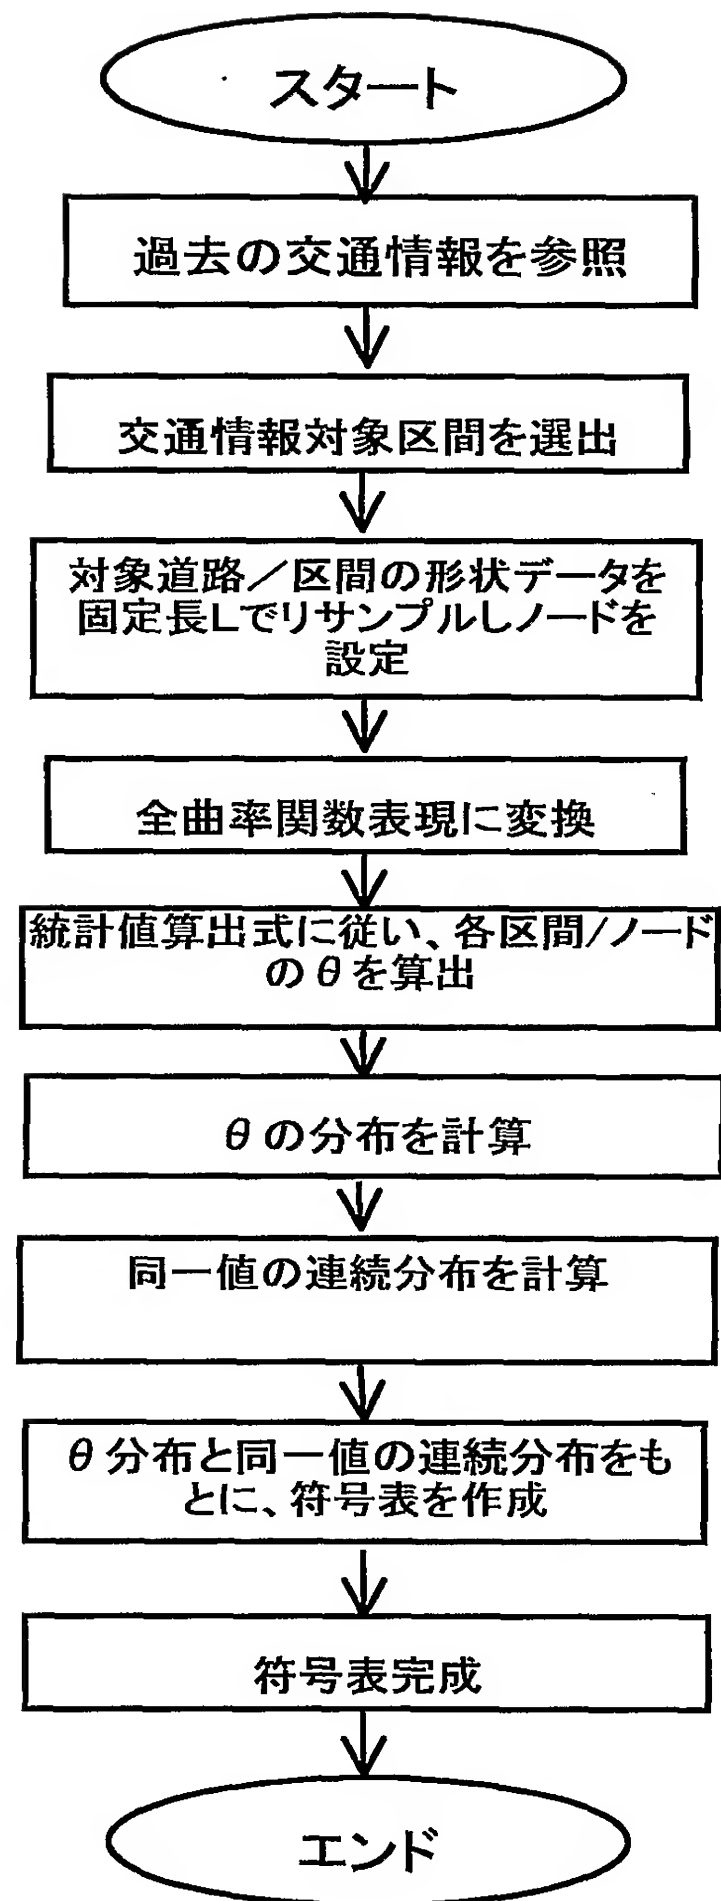 スタート
過去の交通情報を参照
交通情報対象区間を選出
対象道路／区間の形状データを
固定長Lでリサンプルしノードを
設定
全曲率関数表現に変換
統計値算出式に従い、各区間/ノード
のθを算出
θの分布を計算
同一値の連続分布を計算
θ分布と同一値の連続分布をも
とに、符号表を作成
符号表完成
エンド